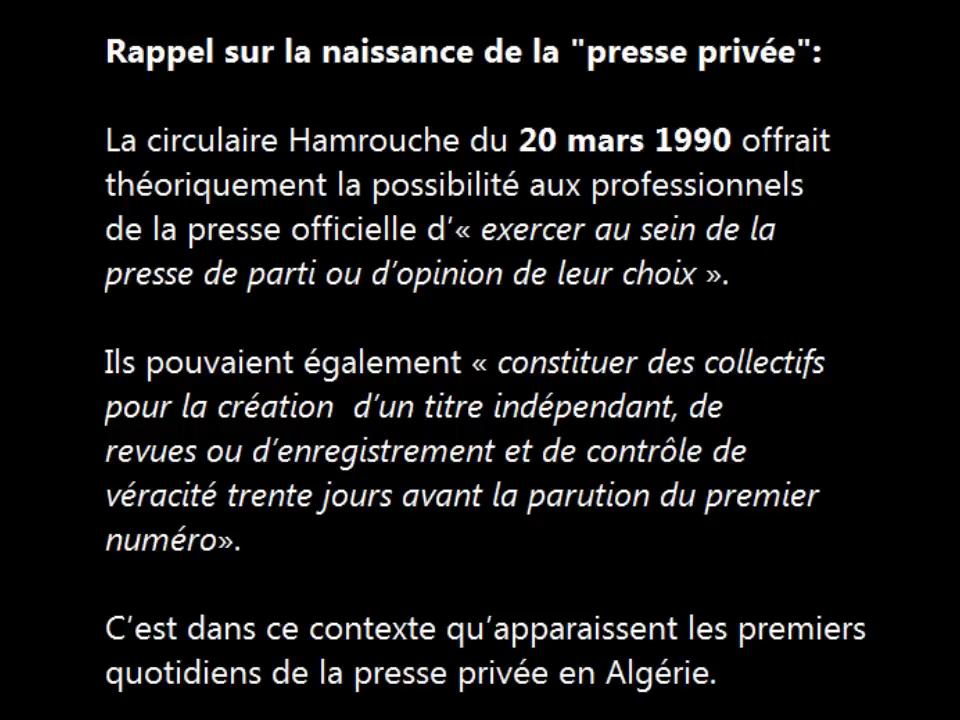 Rappel sur la naissance de la "presse privée":
La circulaire Hamrouche du 20 mars 1990 offrait
théoriquement la possibilité aux professionnels
de la presse officielle d’« exercer au sein de la
presse de parti ou d’opinion de leur choix ».
Ils pouvaient également « constituer des collectifs
pour la création  d’un titre indépendant, de
revues ou d’enregistrement et de contrôle de
véracité trente jours avant la parution du premier
numéro».
C’est dans ce contexte qu’apparaissent les premiers
quotidiens de la presse privée en Algérie.